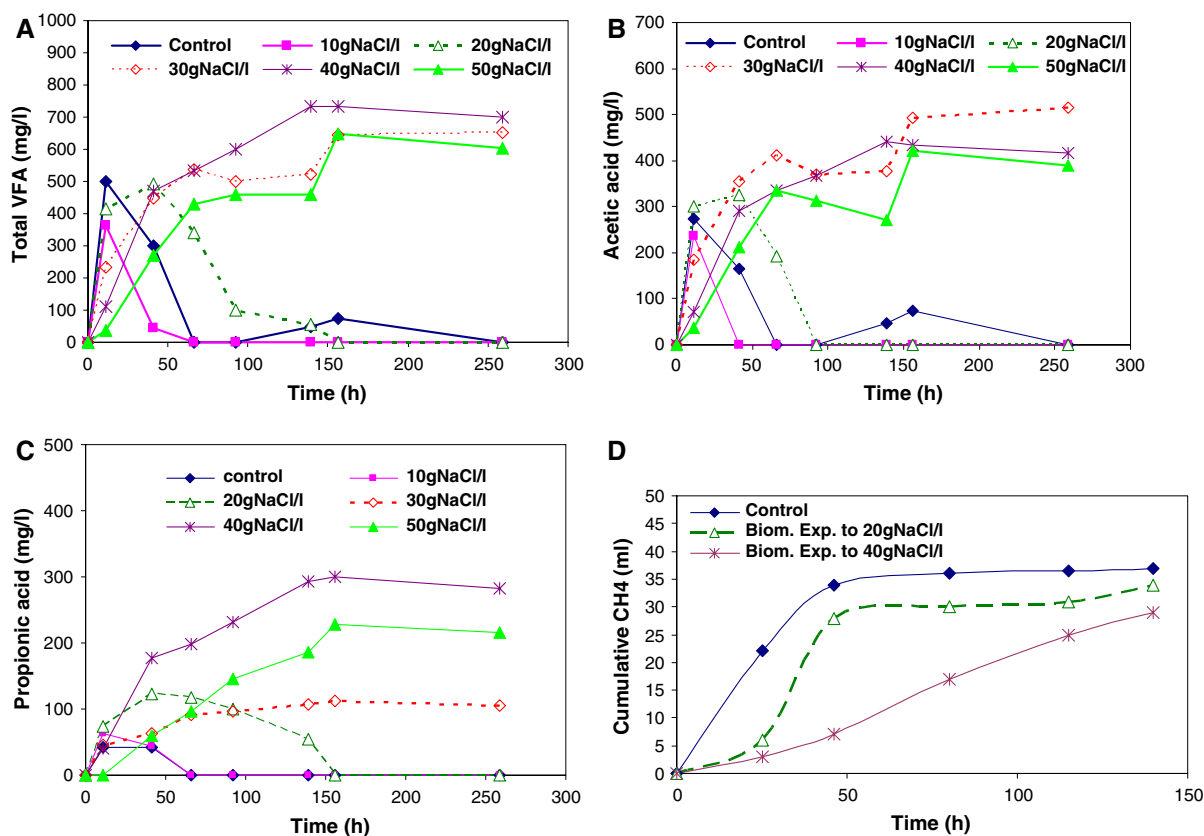 A
Total VFA (mg/l)
1000
900
800
700
600
500
400
300
200
100
0
Control
10gNaCl/l
20gNaCl/l
30gNaCl/l
40gNaCl/l
50gNaCl/l
0 50 100 150 200 250 300
Time (h)
B
Acetic acid (mg/l)
700
600
500
400
300
200
100
0
Control
10gNaCl/l
20gNaCl/l
30gNaCl/l
40gNaCl/l
50gNaCl/l
0 50 100 150 200 250 300
Time (h)
C
Propionic acid (mg/l)
500
400
300
200
100
0
control
10gNaCl/l
20gNaCl/l
30gNaCl/l
40gNaCl/l
50gNaCl/l
0 50 100 150 200 250 300
Time (h)
D
Cumulative CH4 (ml)
50
45
40
35
30
25
20
15
10
5
0
Control
Biom. Exp. to 20gNaCl/l
Biom. Exp. to 40gNaCl/l
0 50 100 150
Time (h)